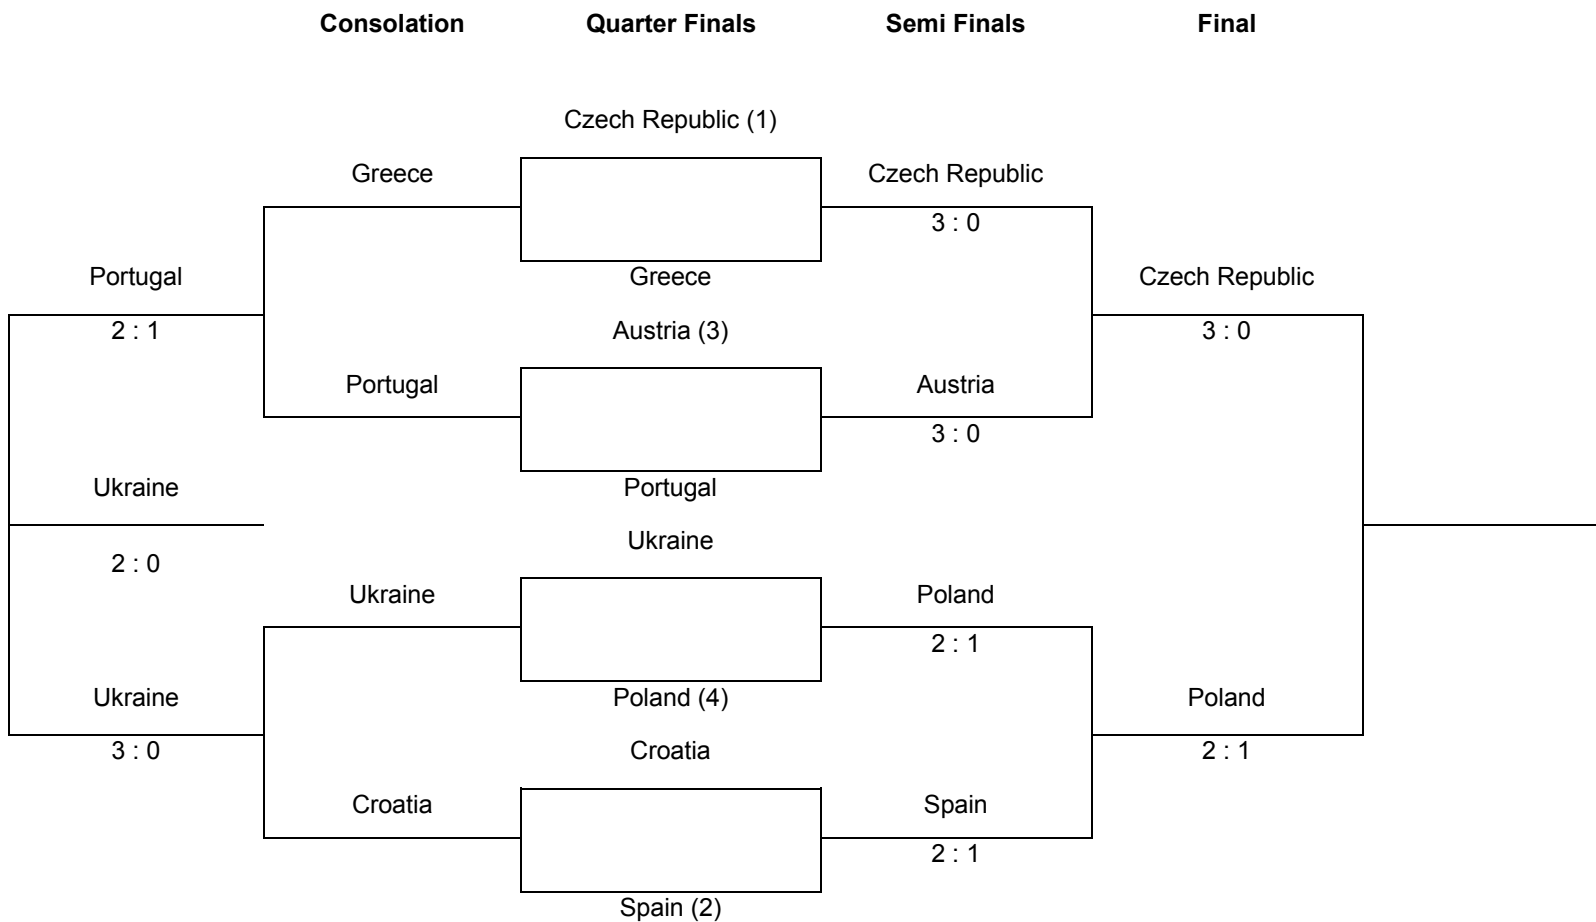 Consolation Quarter Finals Semi Finals Final
Czech Republic (1)
Greece Czech Republic
3 : 0
Portugal Greece Czech Republic
2 : 1 Austria (3) 3 : 0
Portugal Austria
3 : 0
Ukraine Portugal
Ukraine
2 : 0
Ukraine Poland
2 : 1
Ukraine Poland (4) Poland
3 : 0 Croatia 2 : 1
Croatia Spain
2 : 1
Spain (2)